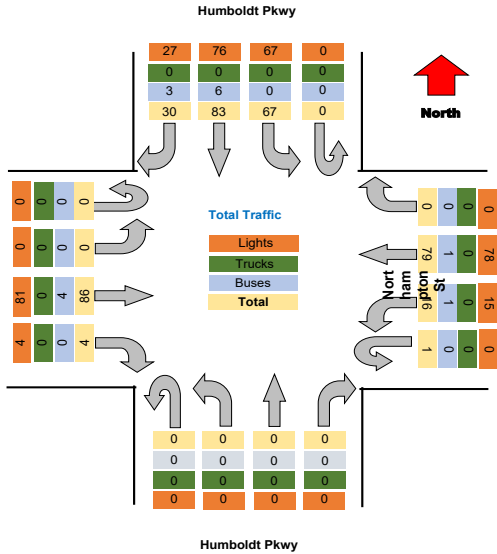 Humboldt Pkwy
27 76 67 0
0 0 0 0
3 6 0 0
30 83 67 0
North
0 0 0 0
0 0 0 0
81 0 4 86
4 0 0 4
Total Traffic
Lights
Trucks
Buses
Total
0 0 0 0
79 1 0 78
1 0 15
1 0 0 0
Nort
ham
pton
St
0 0 0 0
0 0 0 0
0 0 0 0
0 0 0 0
Humboldt Pkwy